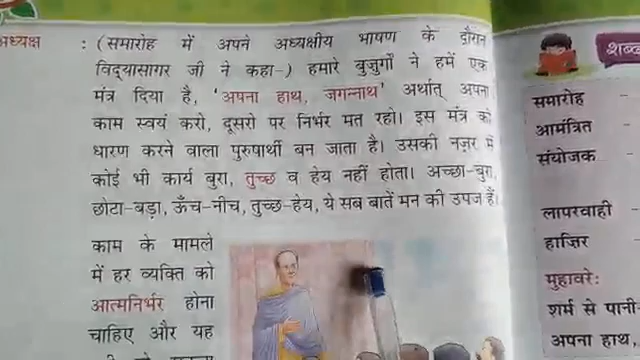 अध्यक्ष : (समारोह में अपने अध्यक्षीय भाषण के दौरान
विद्यासागर जी ने कहा-) हमारे बुजुर्गों ने हमें एक
मंत्र दिया है, 'अपना हाथ, जगन्नाथ' अर्थात् अपना
काम स्वयं करो, दूसरों पर निर्भर मत रहो। इस मंत्र को
धारण करने वाला पुरुषार्थी बन जाता है। उसकी नज़र में
कोई भी कार्य बुरा, तुच्छ व हेय नहीं होता। अच्छा-बुरा,
छोटा-बड़ा, ऊँच-नीच, तुच्छ-हेय, ये सब बातें मन की उपज हैं।
काम के मामले
में हर व्यक्ति को
आत्मनिर्भर होना
चाहिए और यह
समारोह -
आमंत्रित -
संयोजक -
लापरवाही -
हाज़िर -
मुहावरे:
शर्म से पानी-
अपना हाथ,